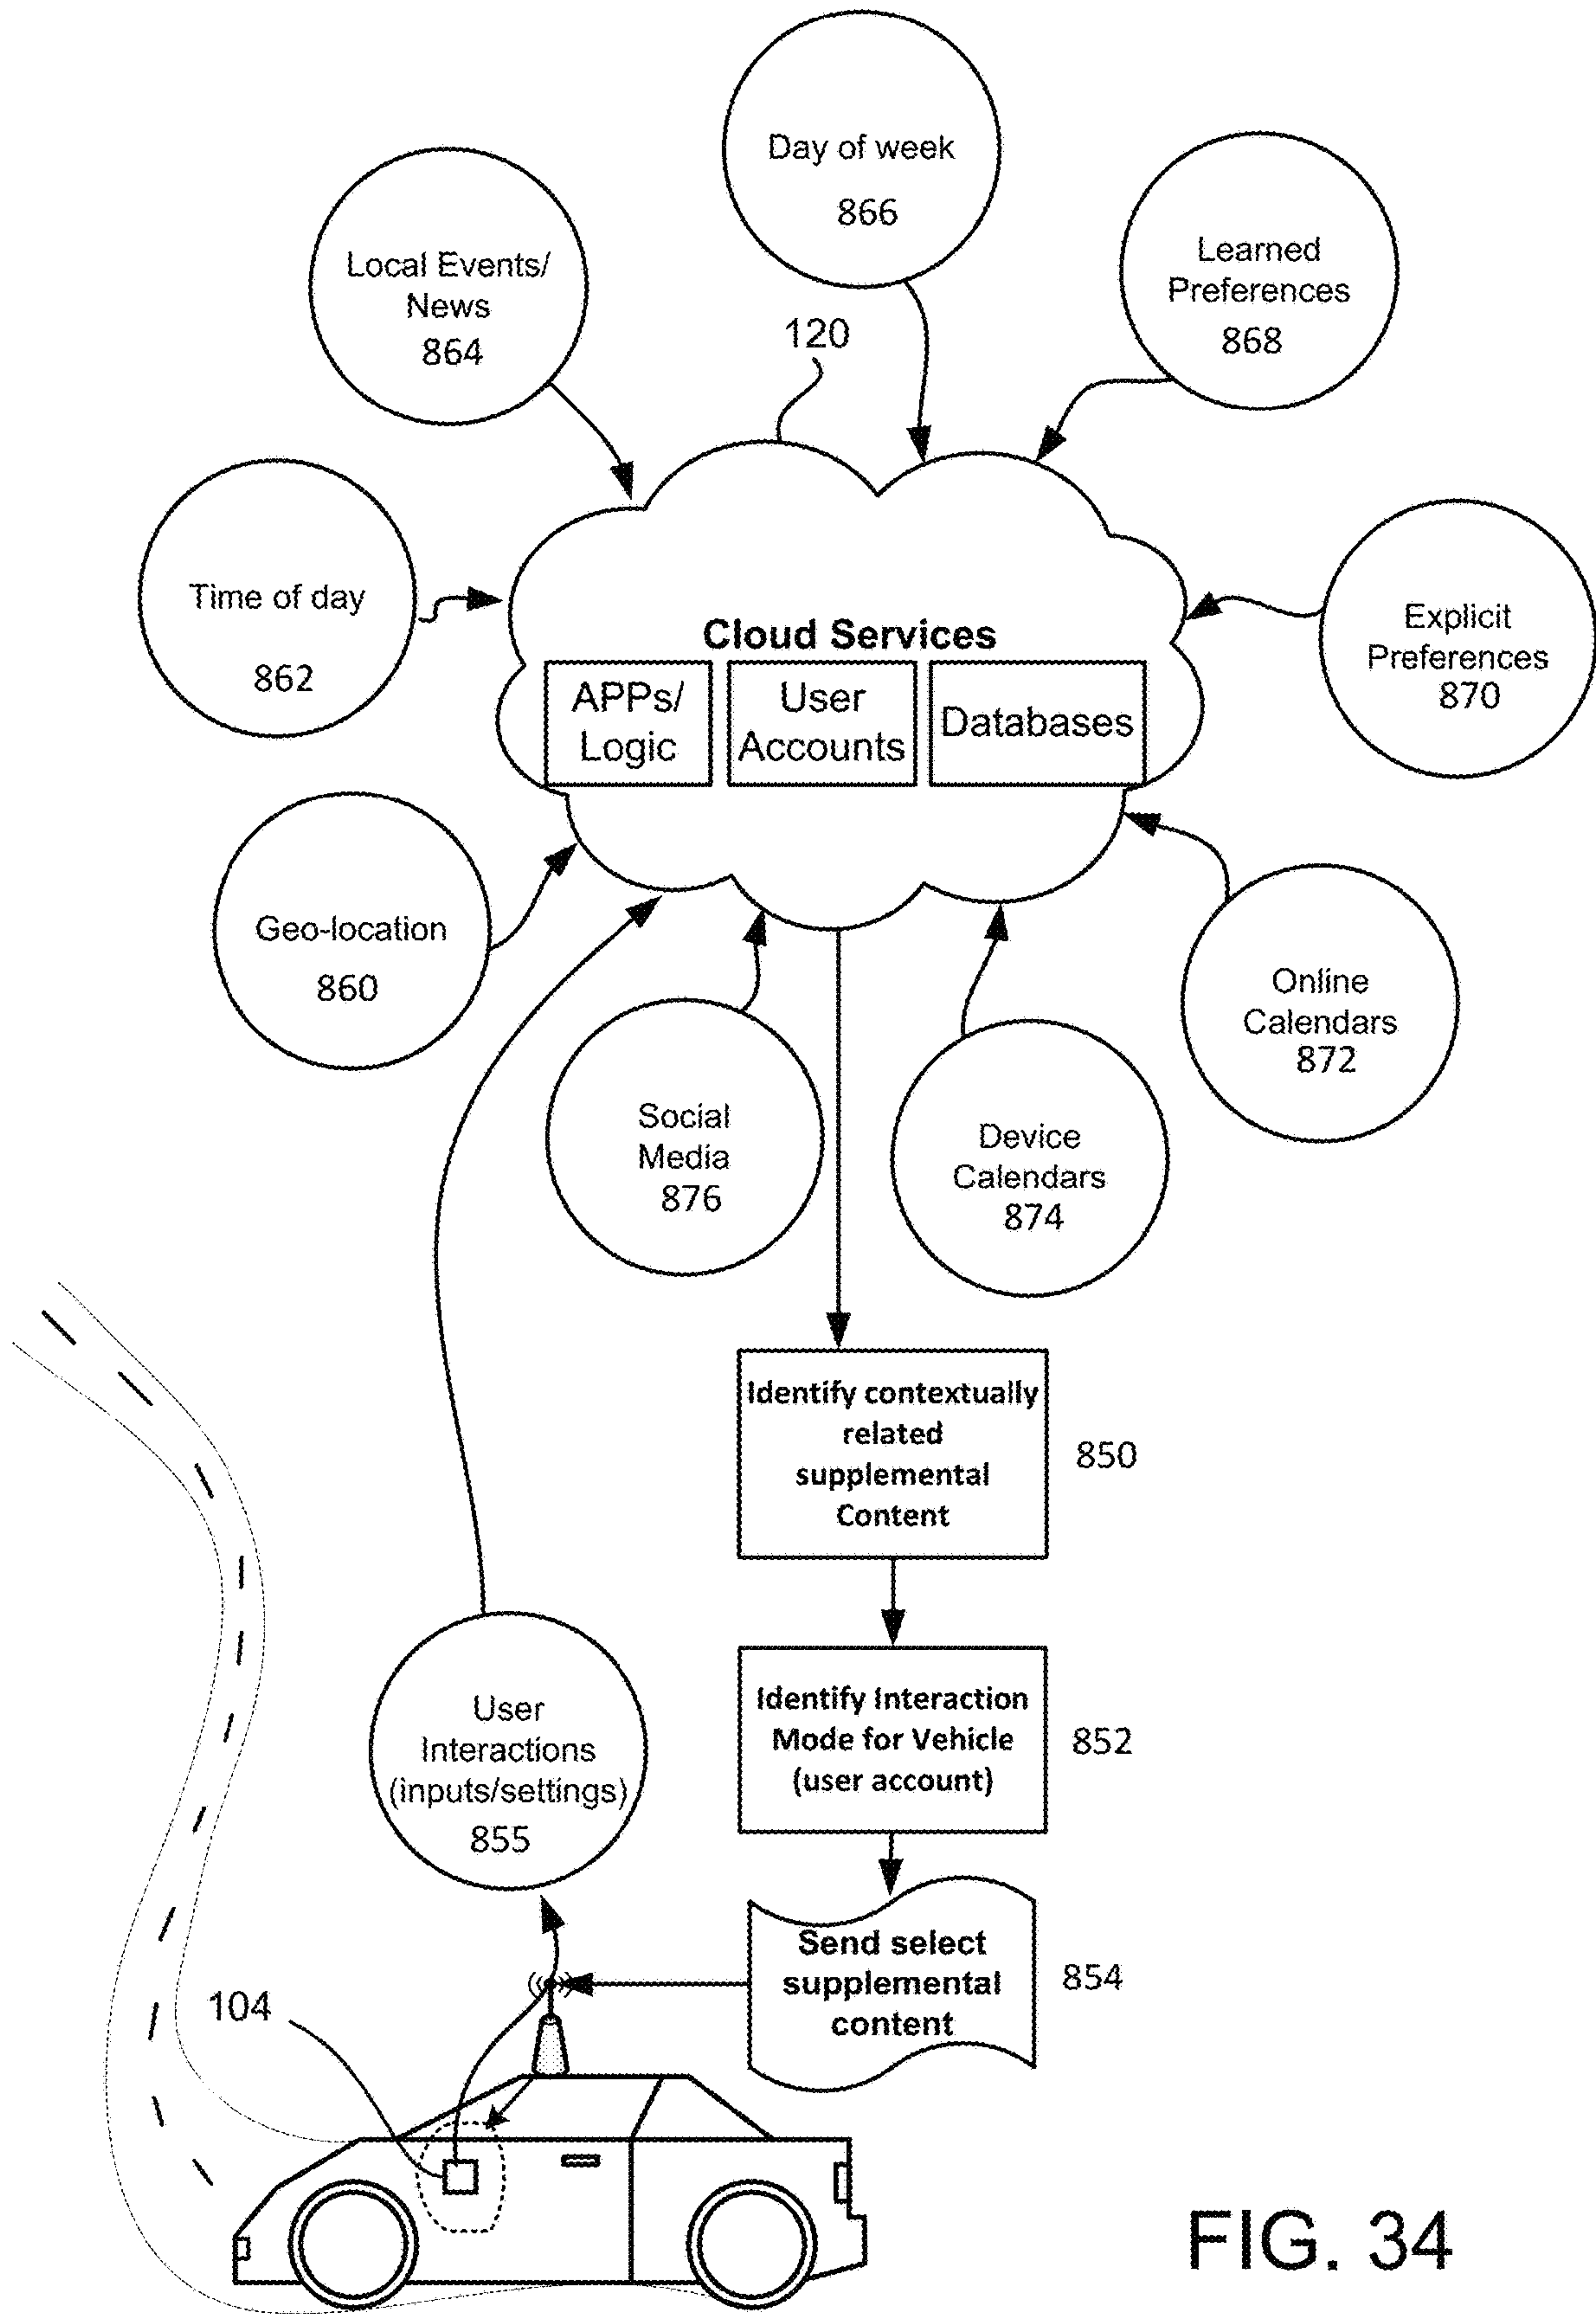 Day of week
866
Local Events/
News
864
Learned
Preferences
868
120
Time of day
862
Explicit
Preferences
870
Cloud Services
APPs/
Logic
User
Accounts
Databases
Geo-location
860
Online
Calendars
872
Social
Media
876
Device
Calendars
874
Identify contextually
related
supplemental
Content
850
Identify Interaction
Mode for Vehicle
(user account)
852
User
Interactions
(inputs/settings)
855
Send select
supplemental
content
854
104
FIG. 34